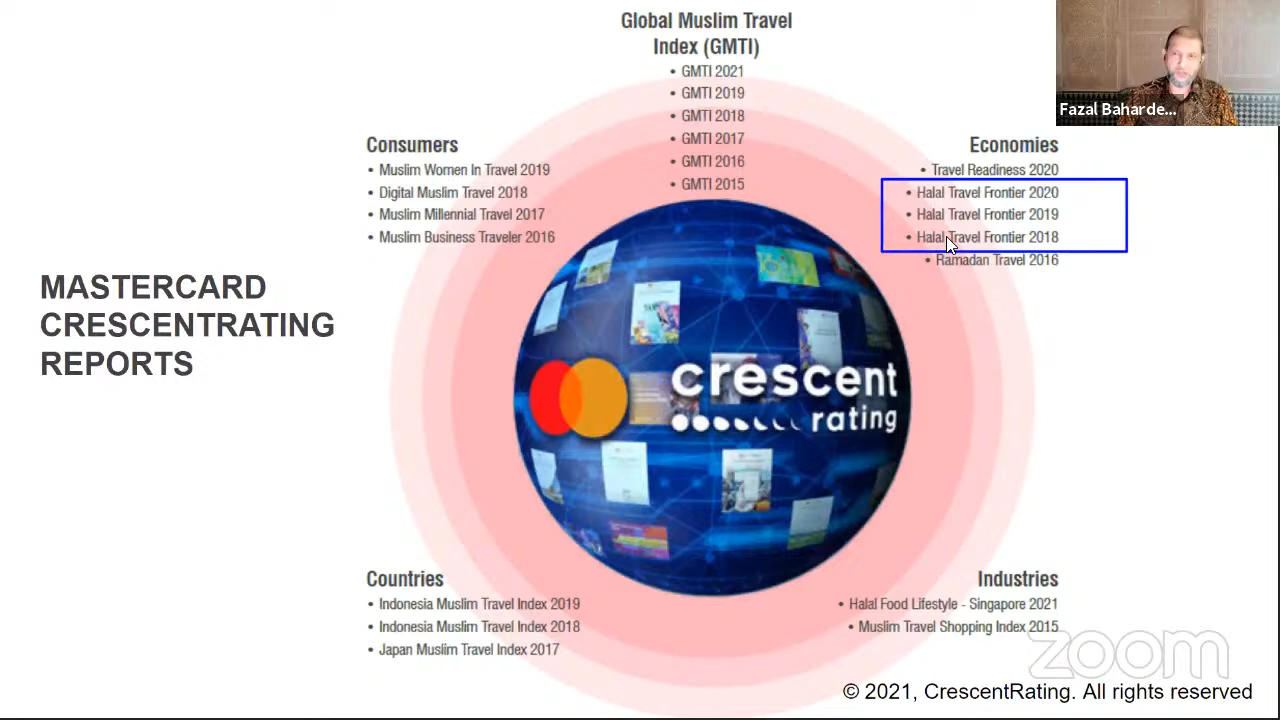 Global Muslim Travel
Index (GMTI)
• GMTI 2021
• GMTI 2019
• GMTI 2018
• GMTI 2017
• GMTI 2016
• GMTI 2015
Fazal Baharde...
Consumers
• Muslim Women In Travel 2019
• Digital Muslim Travel 2018
• Muslim Millennial Travel 2017
• Muslim Business Traveler 2016
Economies
• Travel Readiness 2020
• Halal Travel Frontier 2020
• Halal Travel Frontier 2019
• Halal Travel Frontier 2018
• Ramadan Travel 2016
MASTERCARD
CRESCENTRATING
REPORTS
crescent
rating
Countries
• Indonesia Muslim Travel Index 2019
• Indonesia Muslim Travel Index 2018
• Japan Muslim Travel Index 2017
Industries
• Halal Food Lifestyle - Singapore 2021
• Muslim Travel Shopping Index 2015
zoom
© 2021, CrescentRating. All rights reserved